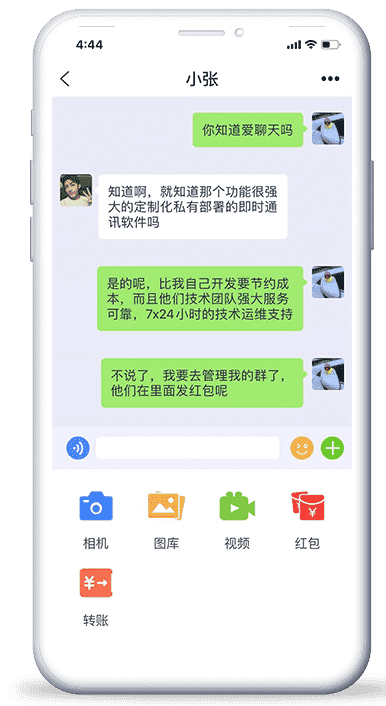 4:44
小张
你知道爱聊天吗
知道啊，就知道那个功能很强
大的定制化私有部署的即时通
讯软件吗
是的呢，比我自己开发要节约成
本，而且他们技术团队强大服务
可靠，7x24小时的技术运维支持
不说了，我要去管理我的群了，
他们在里面发红包呢
相机 图库 视频 红包
转账